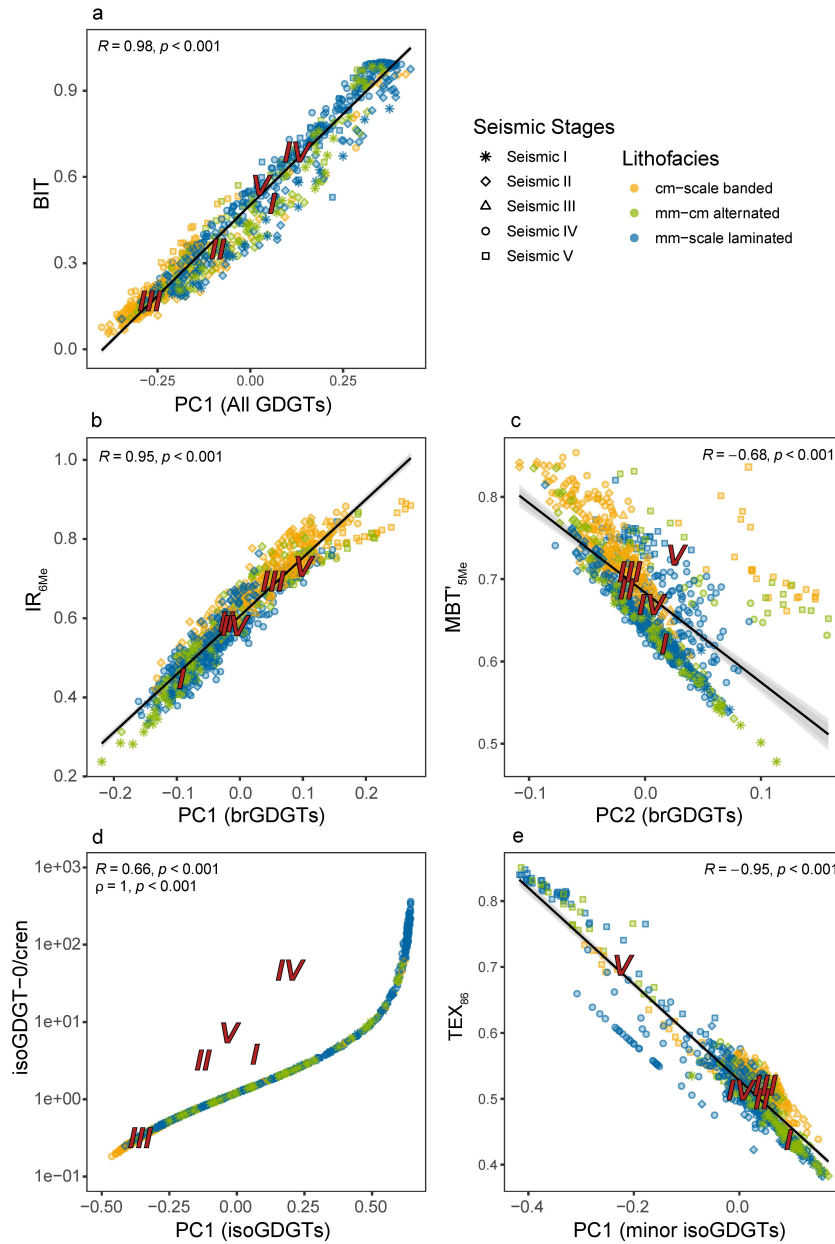 a
R = 0.98, p < 0.001
0.9
0.6
0.3
0.0
BIT
IV
V
I
II
III
−0.25
0.00
0.25
PC1 (All GDGTs)
Seismic Stages
Seismic I
Seismic II
Seismic III
Seismic IV
Seismic V
Lithofacies
cm−scale banded
mm−cm alternated
mm−scale laminated
b
R = 0.95, p < 0.001
1.0
0.8
0.6
0.4
0.2
IR6Me
V
III
II
IV
I
−0.2
−0.1
0.0
0.1
0.2
PC1 (brGDGTs)
c
R = −0.68, p < 0.001
0.8
0.7
0.6
0.5
MBT'5Me
V
III
II
IV
I
−0.1
0.0
0.1
PC2 (brGDGTs)
d
R = 0.66, p < 0.001
ρ = 1, p < 0.001
1e+03
1e+02
1e+01
1e+00
1e−01
isoGDGT−0/cren
IV
V
II
I
III
−0.50
−0.25
0.00
0.25
0.50
PC1 (isoGDGTs)
e
R = −0.95, p < 0.001
0.8
0.7
0.6
0.5
0.4
TEX86
V
III
IV
II
I
−0.4
−0.2
0.0
PC1 (minor isoGDGTs)